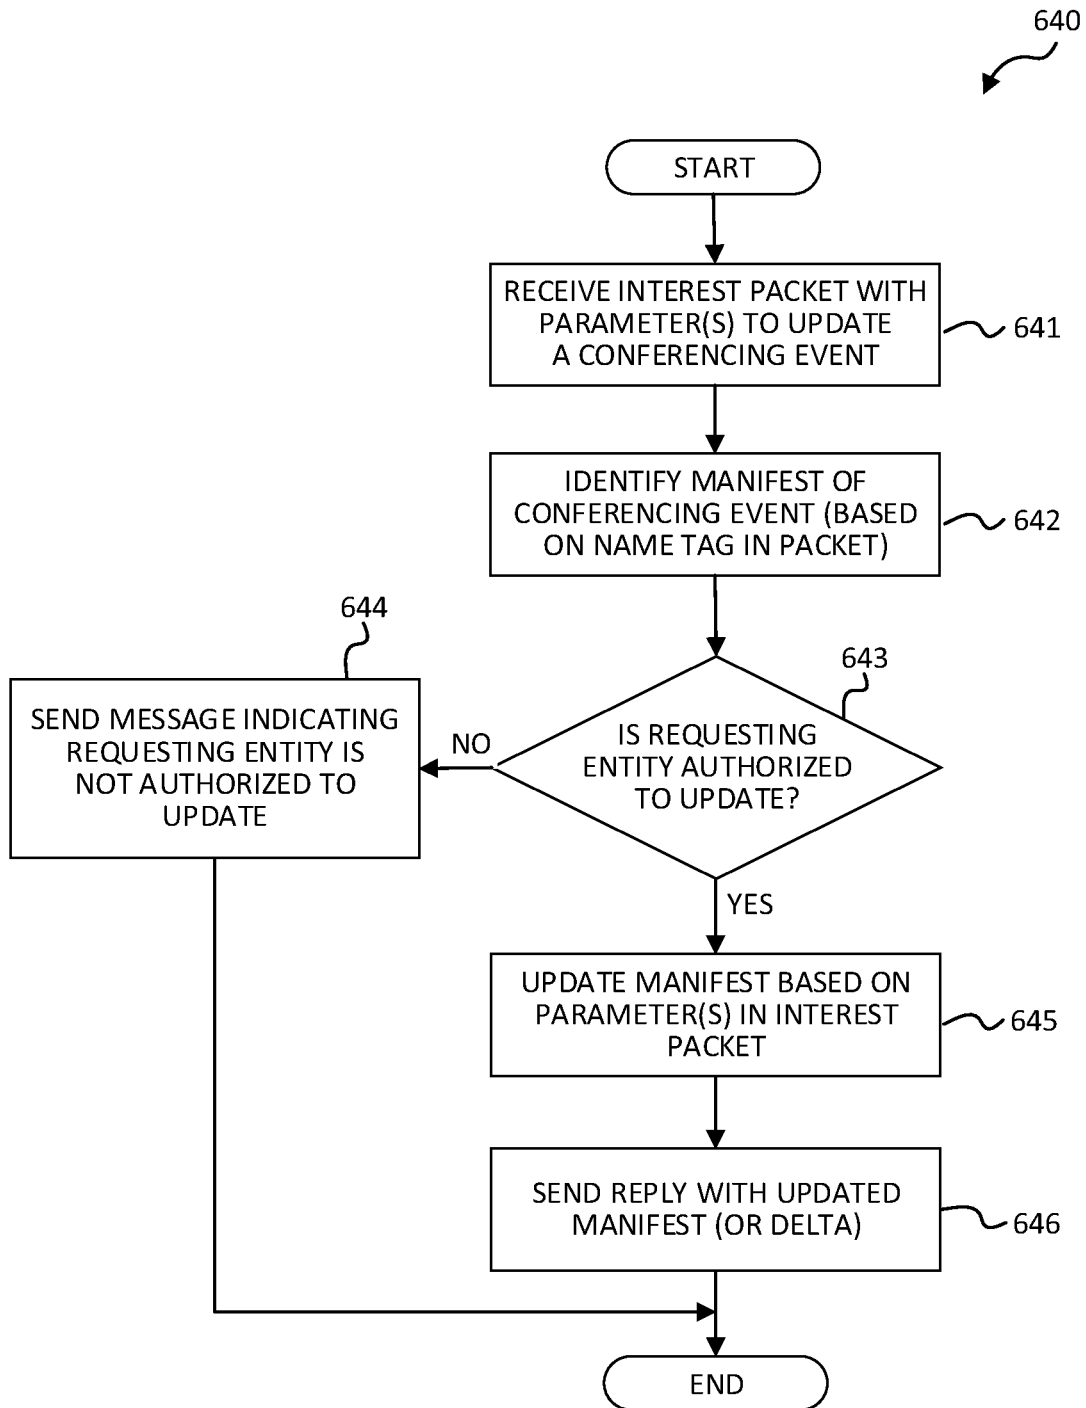 640
START
RECEIVE INTEREST PACKET WITH
PARAMETER(S) TO UPDATE
A CONFERENCING EVENT
641
IDENTIFY MANIFEST OF
CONFERENCING EVENT (BASED
ON NAME TAG IN PACKET)
642
644
643
SEND MESSAGE INDICATING
REQUESTING ENTITY IS
NOT AUTHORIZED TO
UPDATE
NO
IS REQUESTING
ENTITY AUTHORIZED
TO UPDATE?
YES
UPDATE MANIFEST BASED ON
PARAMETER(S) IN INTEREST
PACKET
645
SEND REPLY WITH UPDATED
MANIFEST (OR DELTA)
646
END